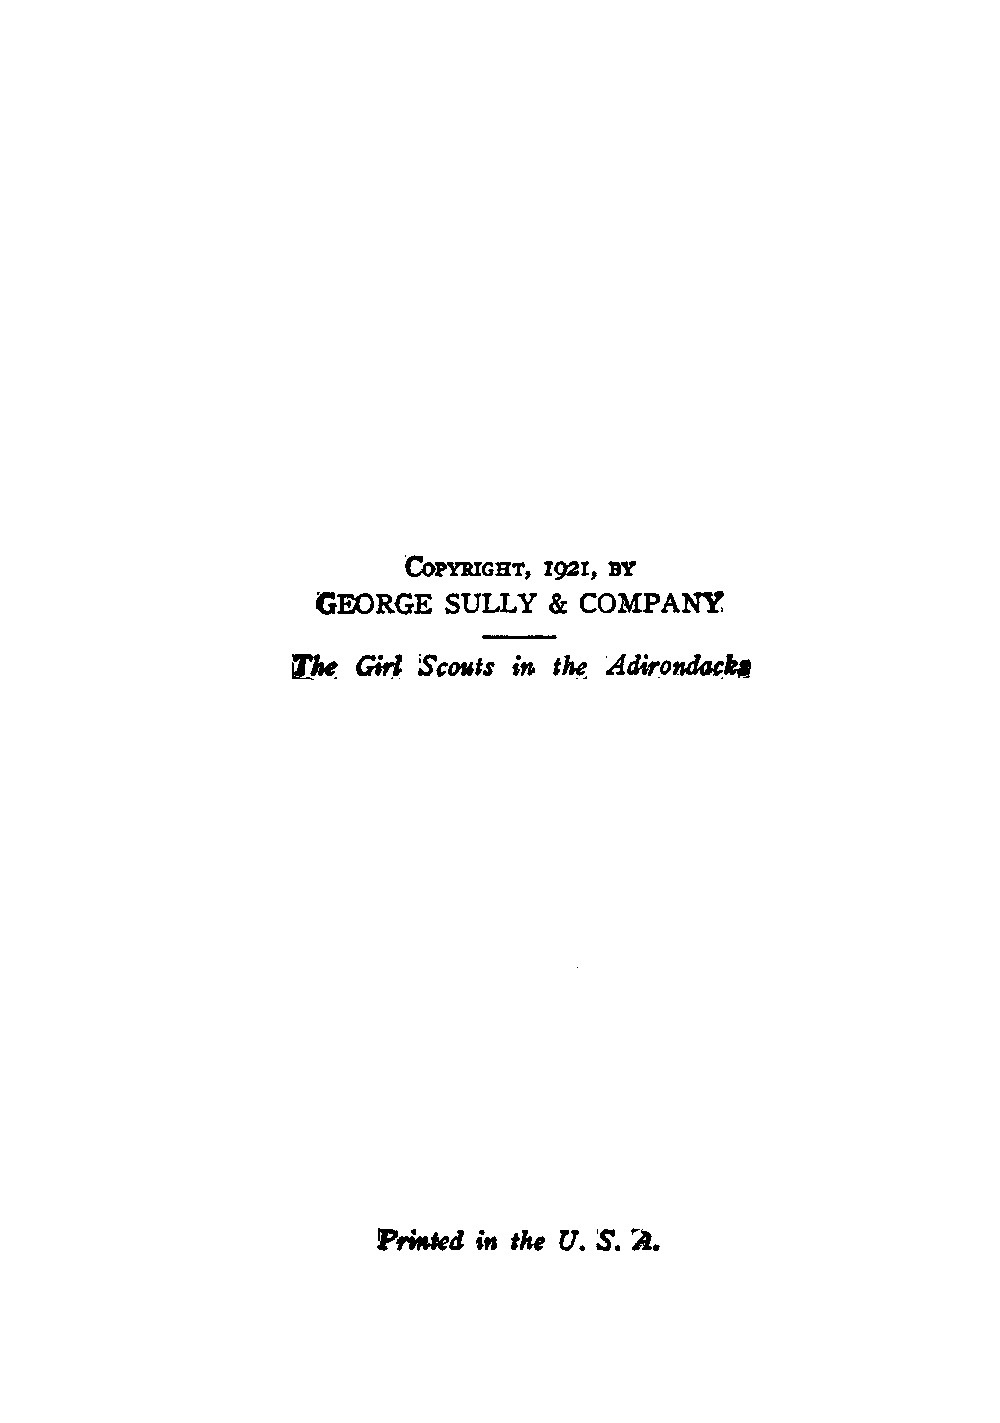 COPYRIGHT, 1921, BY
GEORGE SULLY & COMPANY
The Girl Scouts in the Adirondacks
Printed in the U. S. A.